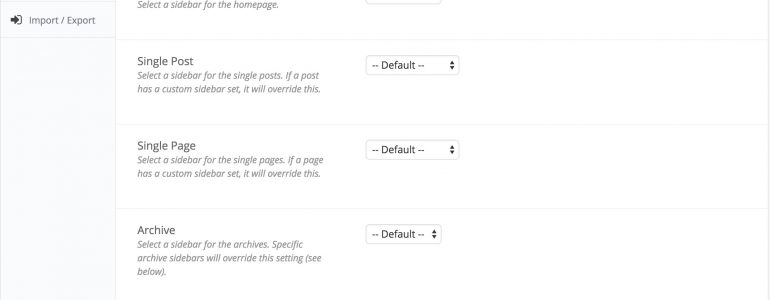 Select a sidebar for the homepage.
Import / Export
Single Post
-- Default --
Select a sidebar for the single posts. If a post
has a custom sidebar set, it will override this.
Single Page
-- Default --
Select a sidebar for the single pages. If a page
has a custom sidebar set, it will override this.
Archive
-- Default --
Select a sidebar for the archives. Specific
archive sidebars will override this setting (see
below).